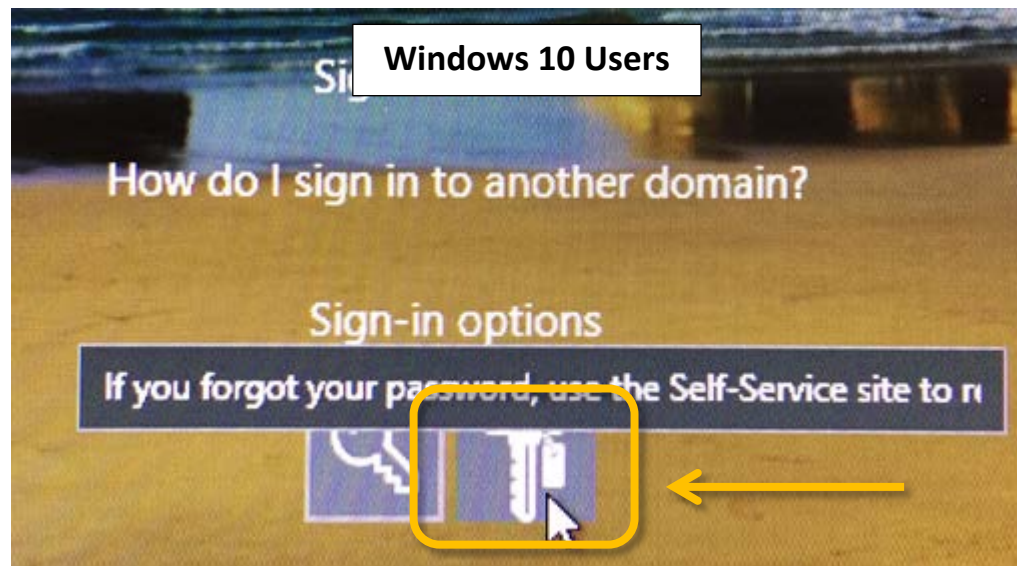 Windows 10 Users
How do I sign in to another domain?
Sign-in options
If you forgot your password, use the Self-Service site to